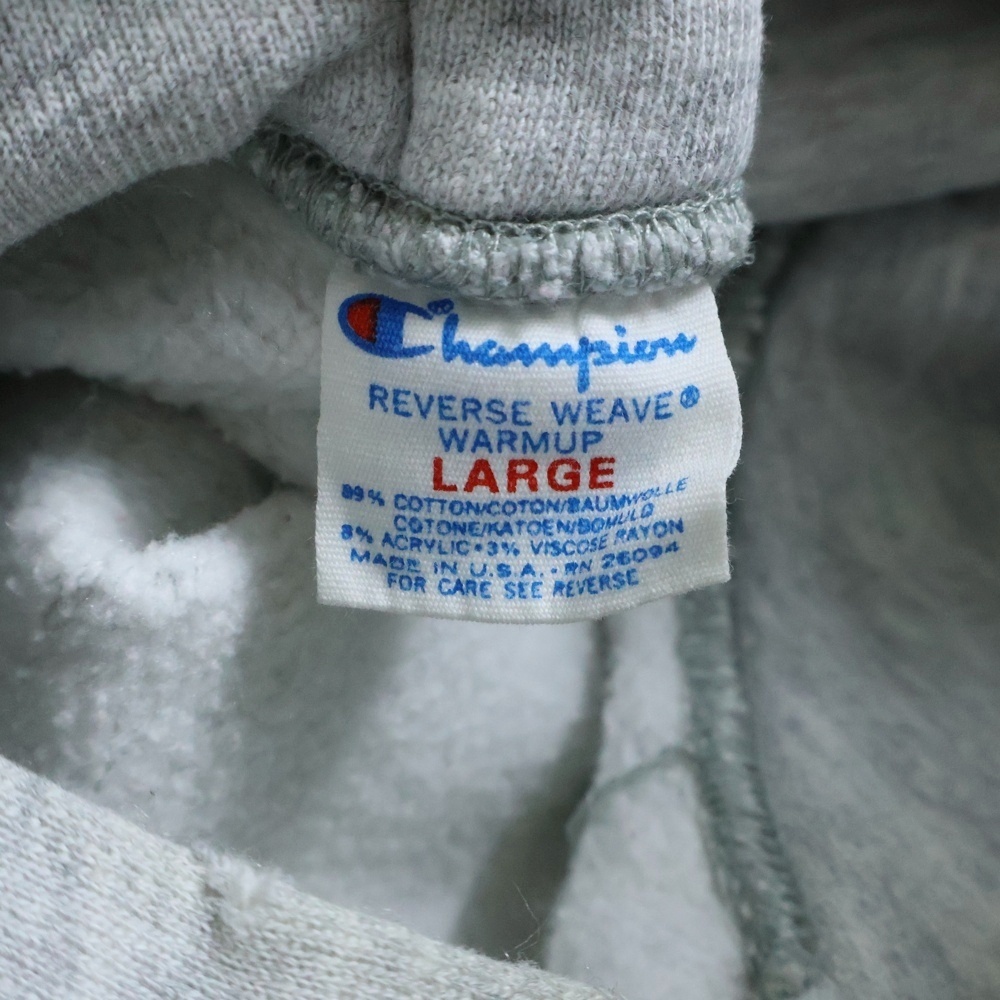 Champion®
REVERSE WEAVE®
WARMUP
LARGE
89% COTTON/COTON/BAUMWOLLE
COTONE/KATOEN/BOMULD
8% ACRYLIC • 3% VISCOSE RAYON
MADE IN U.S.A. • RN 26094
FOR CARE SEE REVERSE